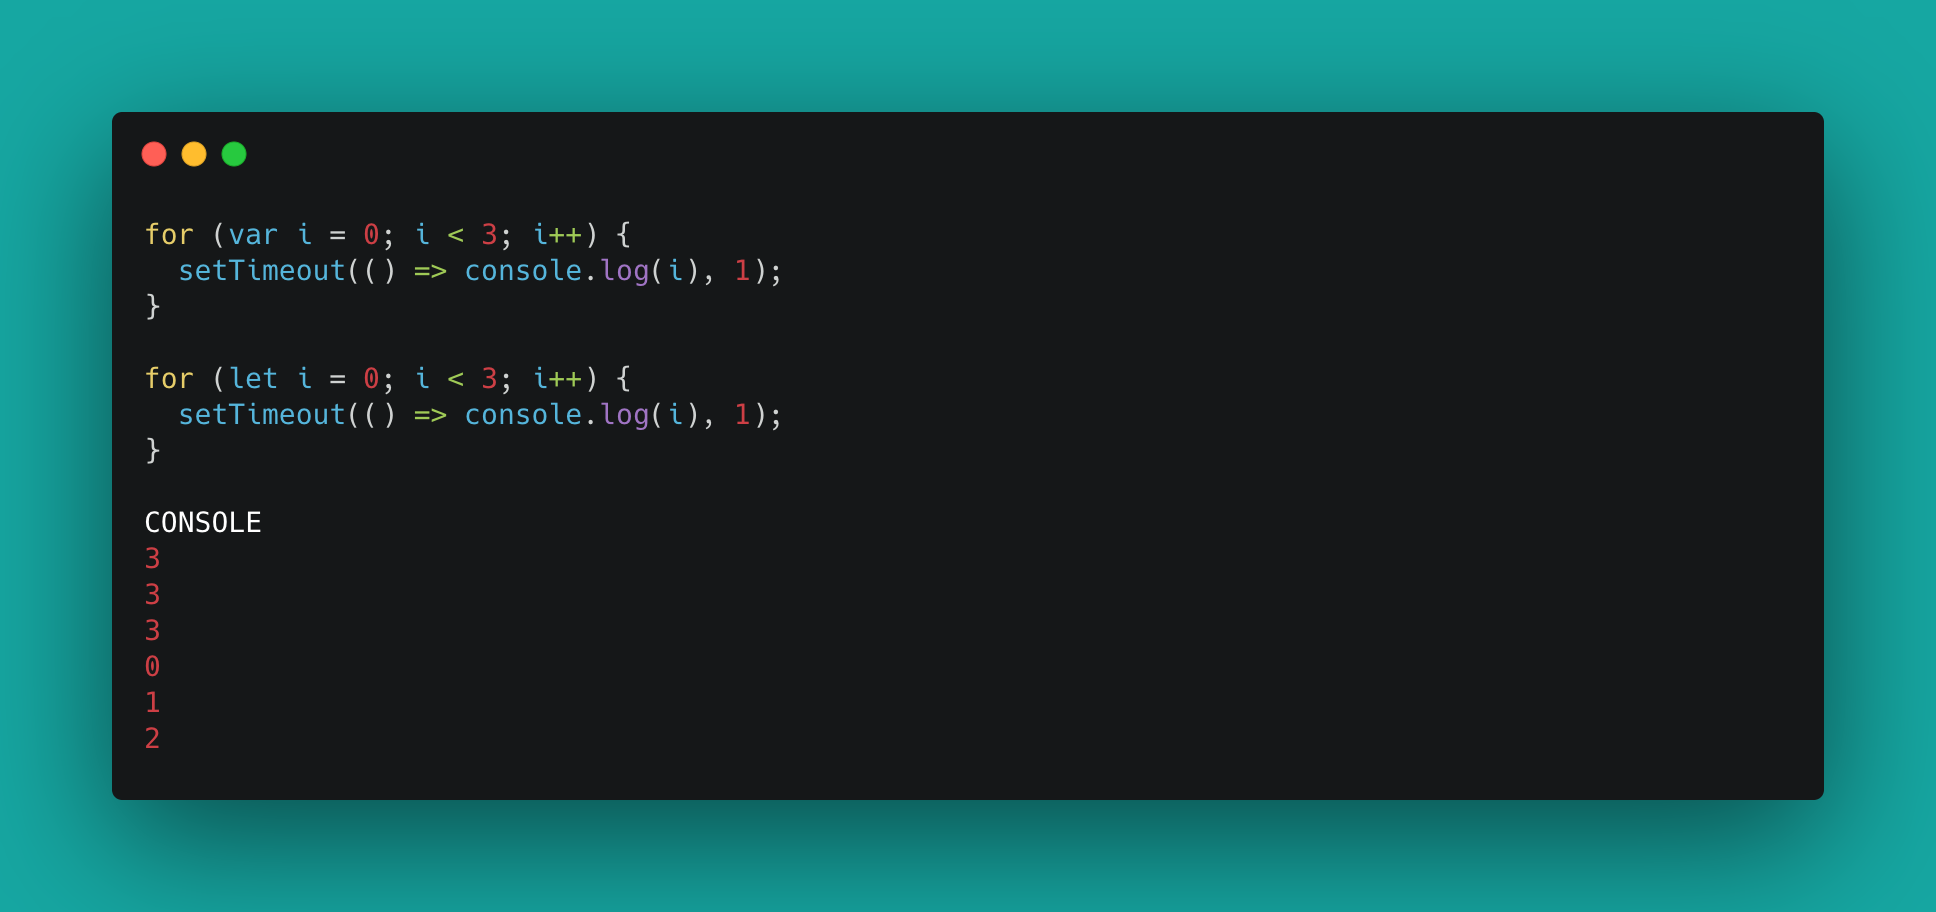 for (var i = 0; i < 3; i++) {
  setTimeout(() => console.log(i), 1);
}

for (let i = 0; i < 3; i++) {
  setTimeout(() => console.log(i), 1);
}

CONSOLE
3
3
3
0
1
2